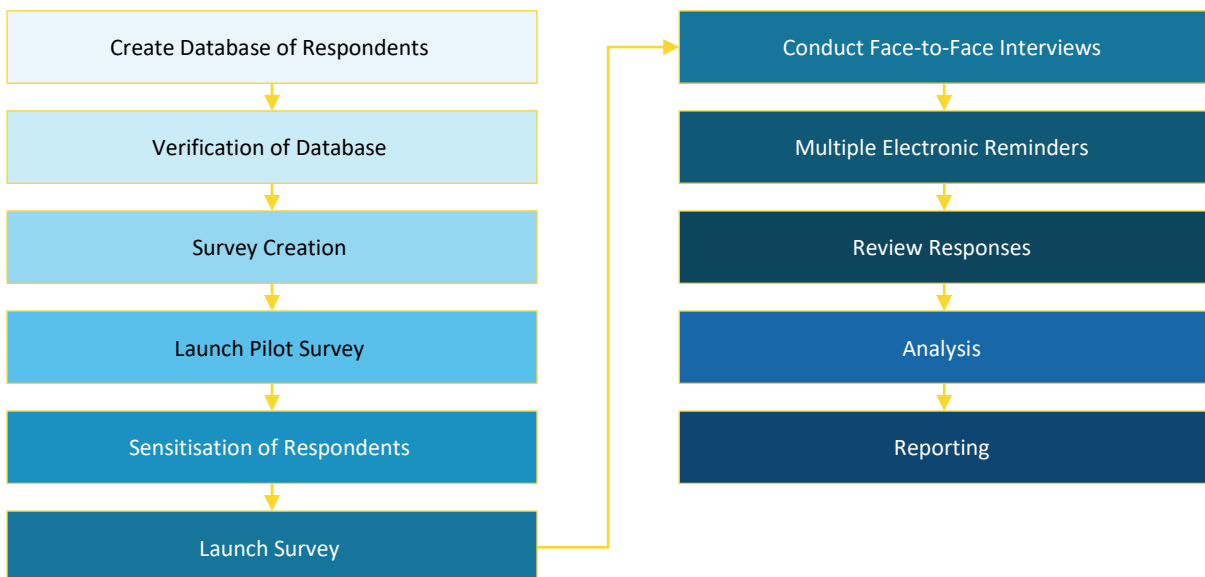 Create Database of Respondents
Verification of Database
Survey Creation
Launch Pilot Survey
Sensitisation of Respondents
Launch Survey
Conduct Face-to-Face Interviews
Multiple Electronic Reminders
Review Responses
Analysis
Reporting